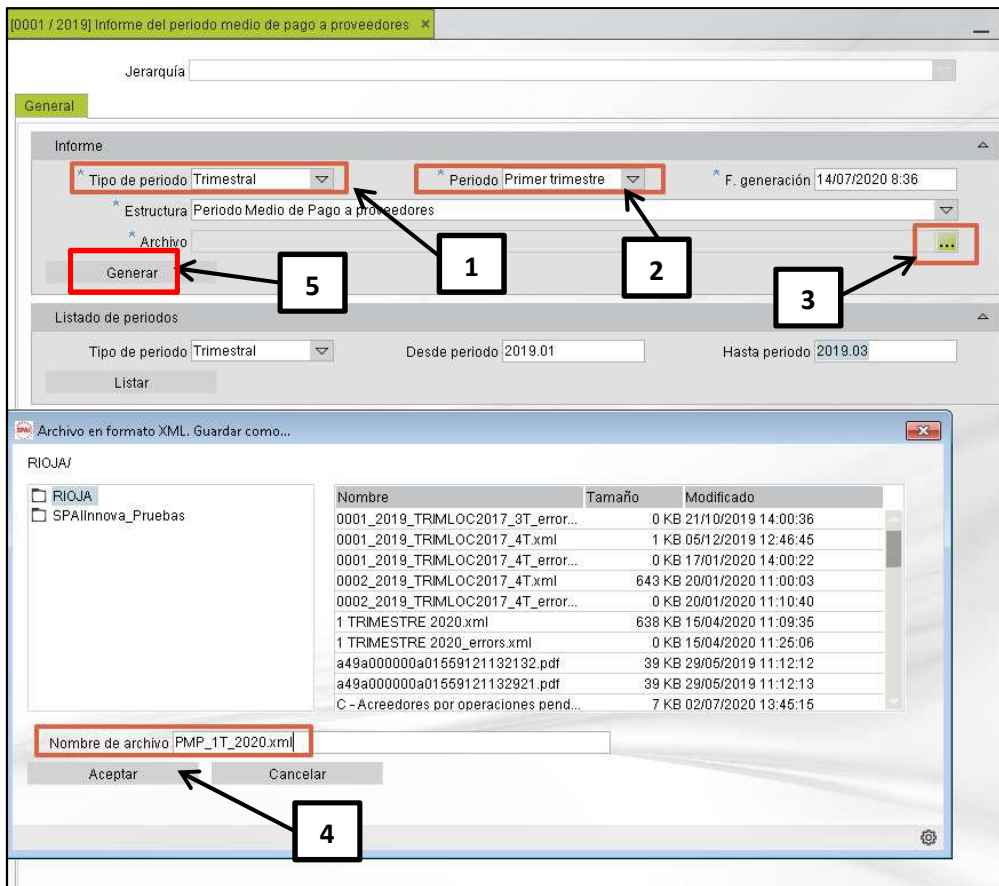 [0001 / 2019] Informe del periodo medio de pago a proveedores ×
Jerarquía
General
Informe
* Tipo de periodo Trimestral * Periodo Primer trimestre * F. generación 14/07/2020 8:36
* Estructura Periodo Medio de Pago a proveedores
* Archivo ...
Generar
5
1
2
3
Listado de periodos
Tipo de periodo Trimestral Desde periodo 2019.01 Hasta periodo 2019.03
Listar
Archivo en formato XML. Guardar como...
RIOJA/
RIOJA
SPAIInnova_Pruebas
Nombre Tamaño Modificado
0001_2019_TRIMLOC2017_3T_error... 0 KB 21/10/2019 14:00:36
0001_2019_TRIMLOC2017_4T.xml 1 KB 05/12/2019 12:46:45
0001_2019_TRIMLOC2017_4T_error... 0 KB 17/01/2020 14:00:22
0002_2019_TRIMLOC2017_4T.xml 643 KB 20/01/2020 11:00:03
0002_2019_TRIMLOC2017_4T_error... 0 KB 20/01/2020 11:10:40
1 TRIMESTRE 2020.xml 638 KB 15/04/2020 11:09:35
1 TRIMESTRE 2020_errors.xml 0 KB 15/04/2020 11:25:06
a49a000000a01559121132132.pdf 39 KB 29/05/2019 11:12:12
a49a000000a01559121132921.pdf 39 KB 29/05/2019 11:12:13
C - Acreedores por operaciones pend... 7 KB 02/07/2020 13:45:15
Nombre de archivo PMP_1T_2020.xml
Aceptar Cancelar
4